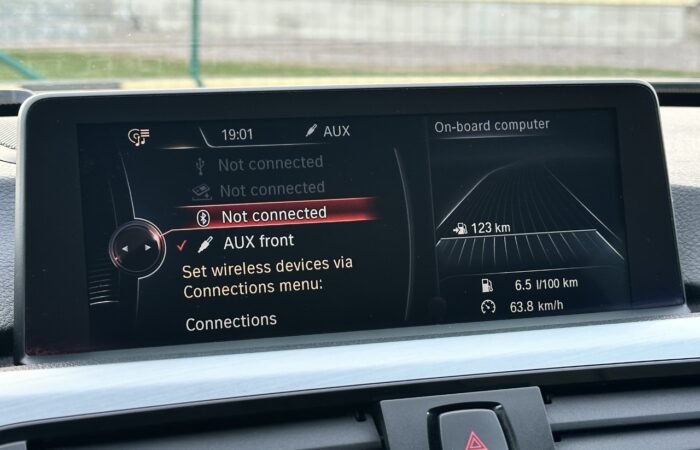 19:01
AUX
Not connected
Not connected
Not connected
AUX front
Set wireless devices via
Connections menu:
Connections
On-board computer
123 km
6.5 l/100 km
63.8 km/h